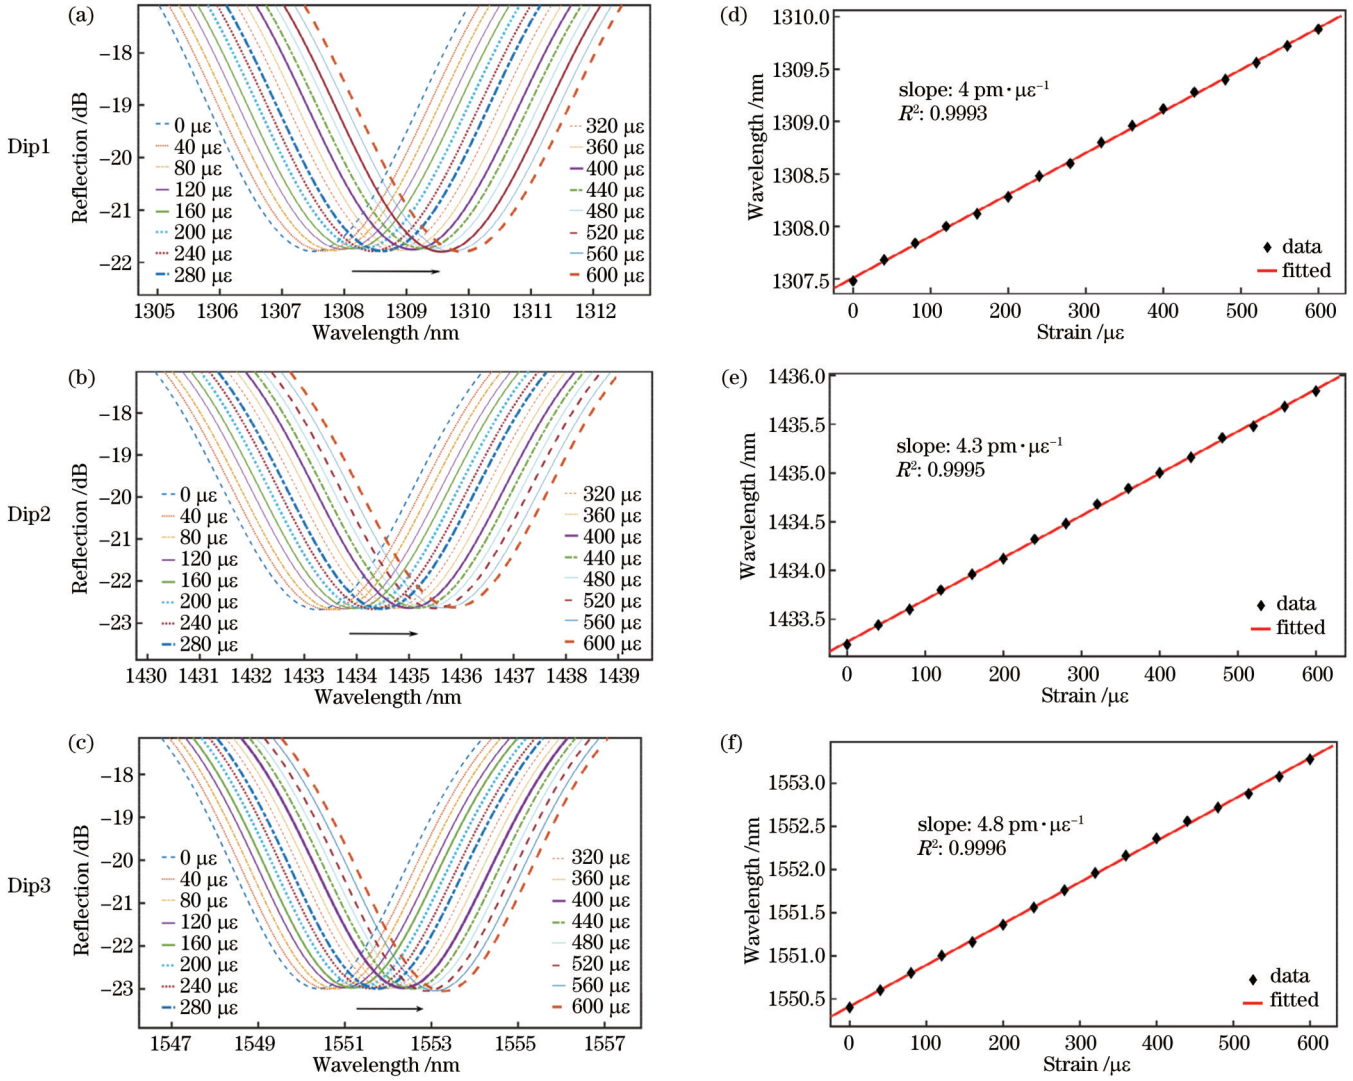 (a)
Dip1
Reflection /dB
−18
−19
−20
−21
−22
0 με
40 με
80 με
120 με
160 με
200 με
240 με
280 με
320 με
360 με
400 με
440 με
480 με
520 με
560 με
600 με
1305 1306 1307 1308 1309 1310 1311 1312
Wavelength /nm
(d)
Wavelength /nm
1310.0
1309.5
1309.0
1308.5
1308.0
1307.5
slope: 4 pm·με⁻¹
R²: 0.9993
data
fitted
0 100 200 300 400 500 600
Strain /με
(b)
Dip2
Reflection /dB
−18
−19
−20
−21
−22
−23
0 με
40 με
80 με
120 με
160 με
200 με
240 με
280 με
320 με
360 με
400 με
440 με
480 με
520 με
560 με
600 με
1430 1431 1432 1433 1434 1435 1436 1437 1438 1439
Wavelength /nm
(e)
Wavelength /nm
1436.0
1435.5
1435.0
1434.5
1434.0
1433.5
slope: 4.3 pm·με⁻¹
R²: 0.9995
data
fitted
0 100 200 300 400 500 600
Strain /με
(c)
Dip3
Reflection /dB
−18
−19
−20
−21
−22
−23
0 με
40 με
80 με
120 με
160 με
200 με
240 με
280 με
320 με
360 με
400 με
440 με
480 με
520 με
560 με
600 με
1547 1549 1551 1553 1555 1557
Wavelength /nm
(f)
Wavelength /nm
1553.0
1552.5
1552.0
1551.5
1551.0
1550.5
slope: 4.8 pm·με⁻¹
R²: 0.9996
data
fitted
0 100 200 300 400 500 600
Strain /με